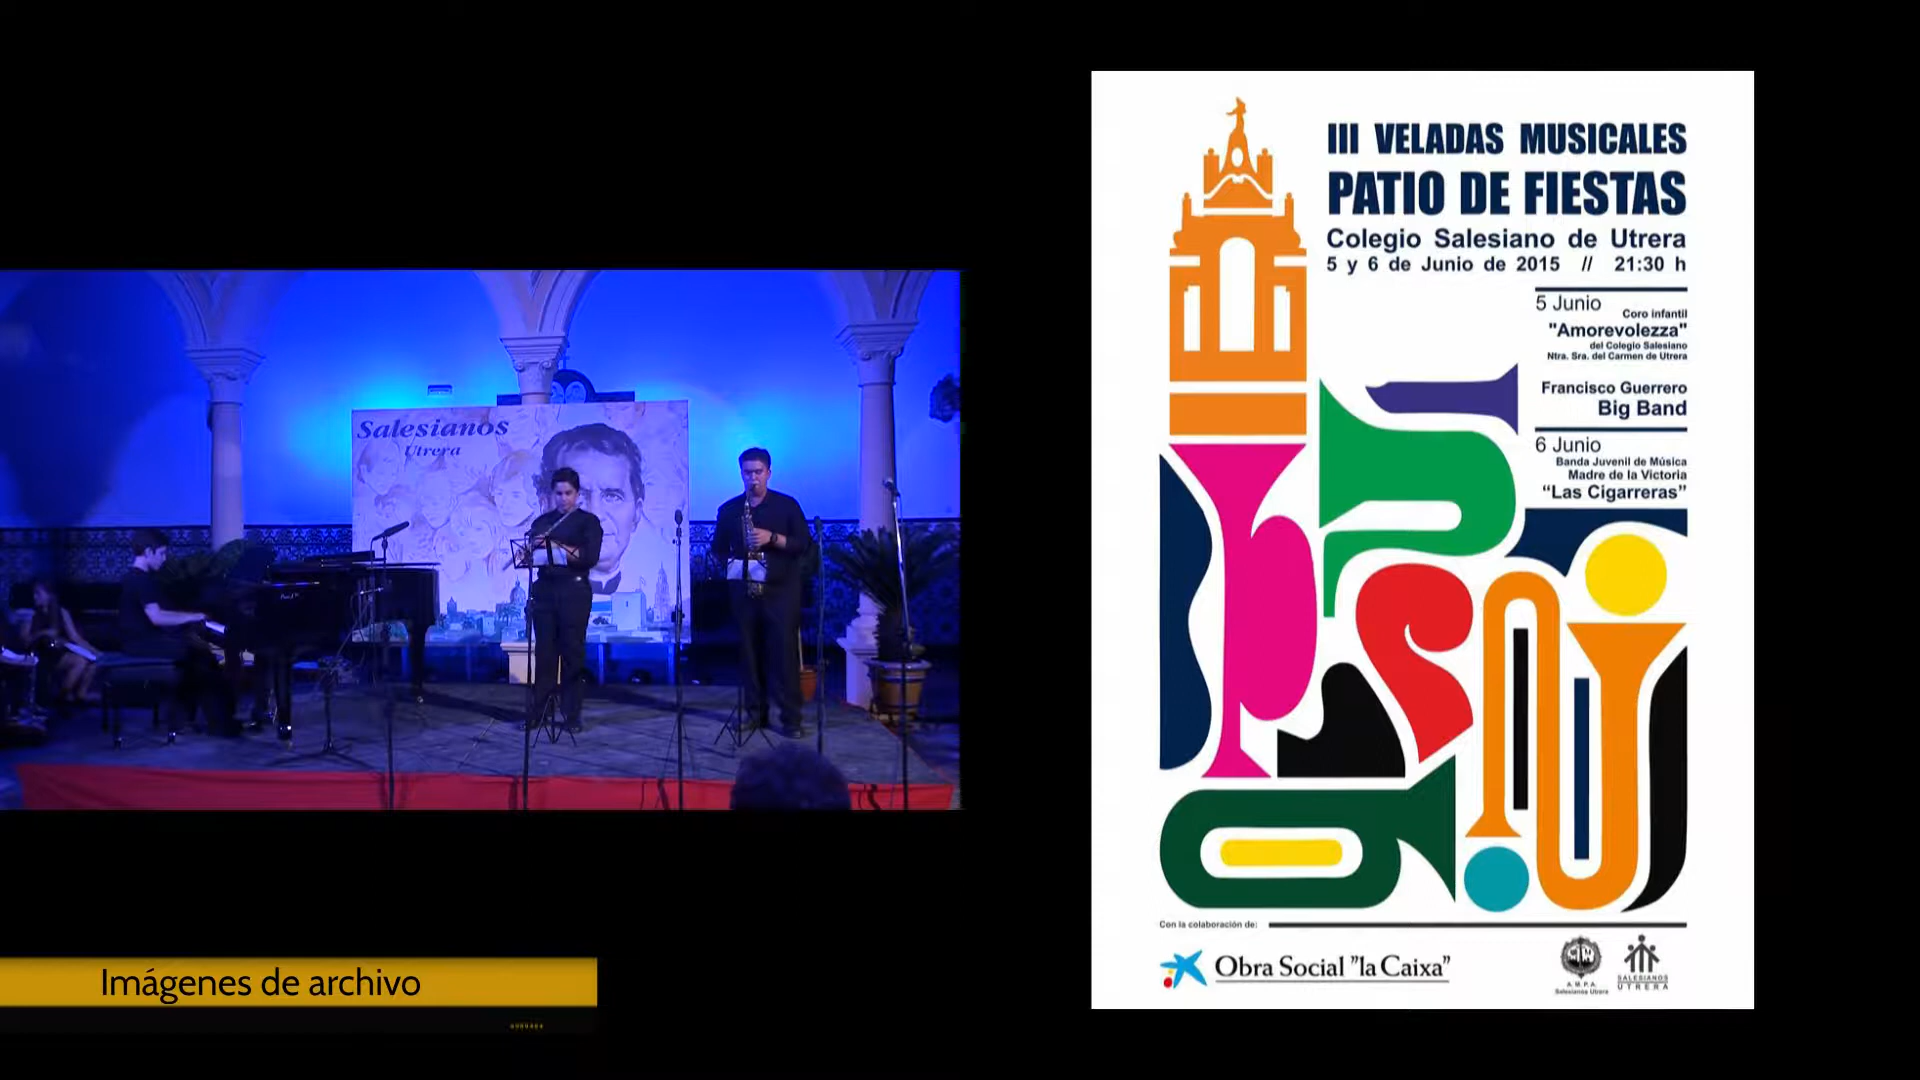 Salesianos
Utrera
Imágenes de archivo
III VELADAS MUSICALES
PATIO DE FIESTAS
Colegio Salesiano de Utrera
5 y 6 de Junio de 2015 // 21:30 h
5 Junio
Coro infantil
"Amorevolezza"
del Colegio Salesiano
Ntra. Sra. del Carmen de Utrera
Francisco Guerrero
Big Band
6 Junio
Banda Juvenil de Música
Madre de la Victoria
“Las Cigarreras”
Con la colaboración de:
Obra Social ”la Caixa”
A.M.P.A.
Salesianos Utrera
SALESIANOS
UTRERA